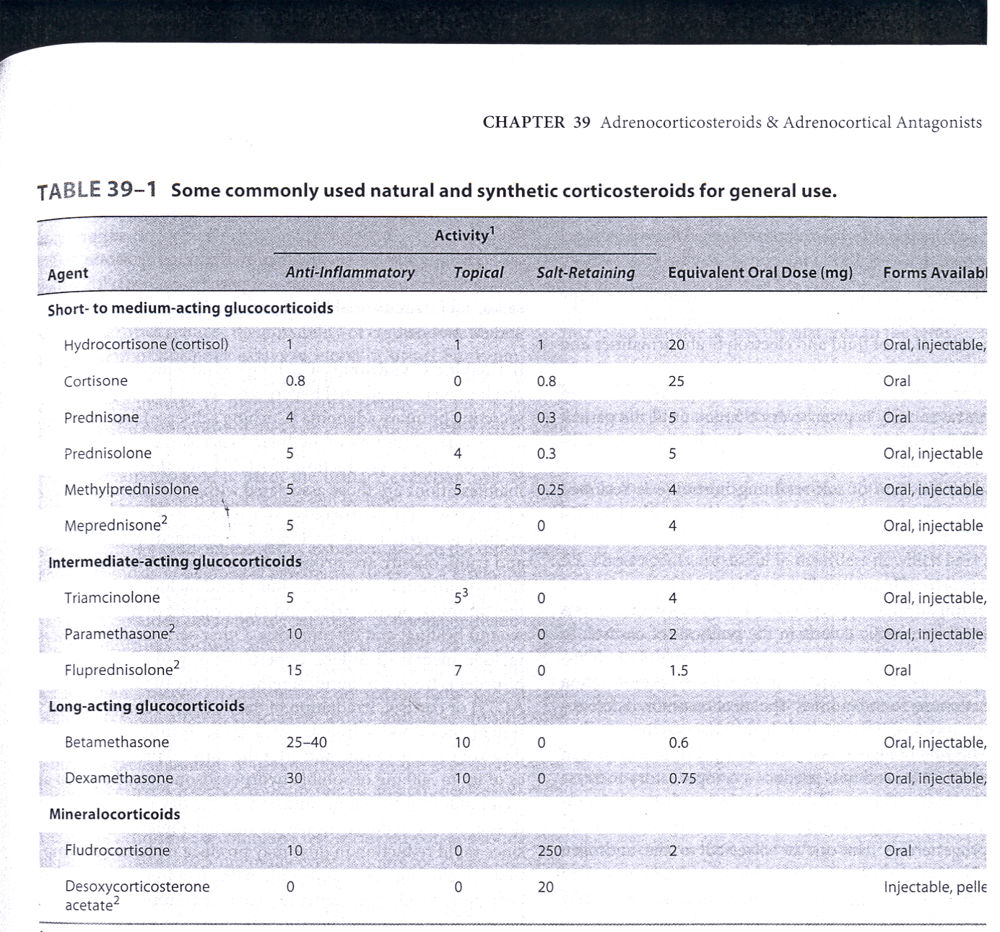 CHAPTER 39 Adrenocorticosteroids & Adrenocortical Antagonists
TABLE 39–1 Some commonly used natural and synthetic corticosteroids for general use.
Activity¹
Agent Anti-Inflammatory Topical Salt-Retaining Equivalent Oral Dose (mg) Forms Availabl
Short- to medium-acting glucocorticoids
Hydrocortisone (cortisol) 1 1 1 20 Oral, injectable,
Cortisone 0.8 0 0.8 25 Oral
Prednisone 4 0 0.3 5 Oral
Prednisolone 5 4 0.3 5 Oral, injectable
Methylprednisolone 5 5 0.25 4 Oral, injectable
Meprednisone² 5 0 4 Oral, injectable
Intermediate-acting glucocorticoids
Triamcinolone 5 5³ 0 4 Oral, injectable,
Paramethasone² 10 0 2 Oral, injectable
Fluprednisolone² 15 7 0 1.5 Oral
Long-acting glucocorticoids
Betamethasone 25–40 10 0 0.6 Oral, injectable,
Dexamethasone 30 10 0 0.75 Oral, injectable,
Mineralocorticoids
Fludrocortisone 10 0 250 2 Oral
Desoxycorticosterone 0 0 20 Injectable, pelle
acetate²